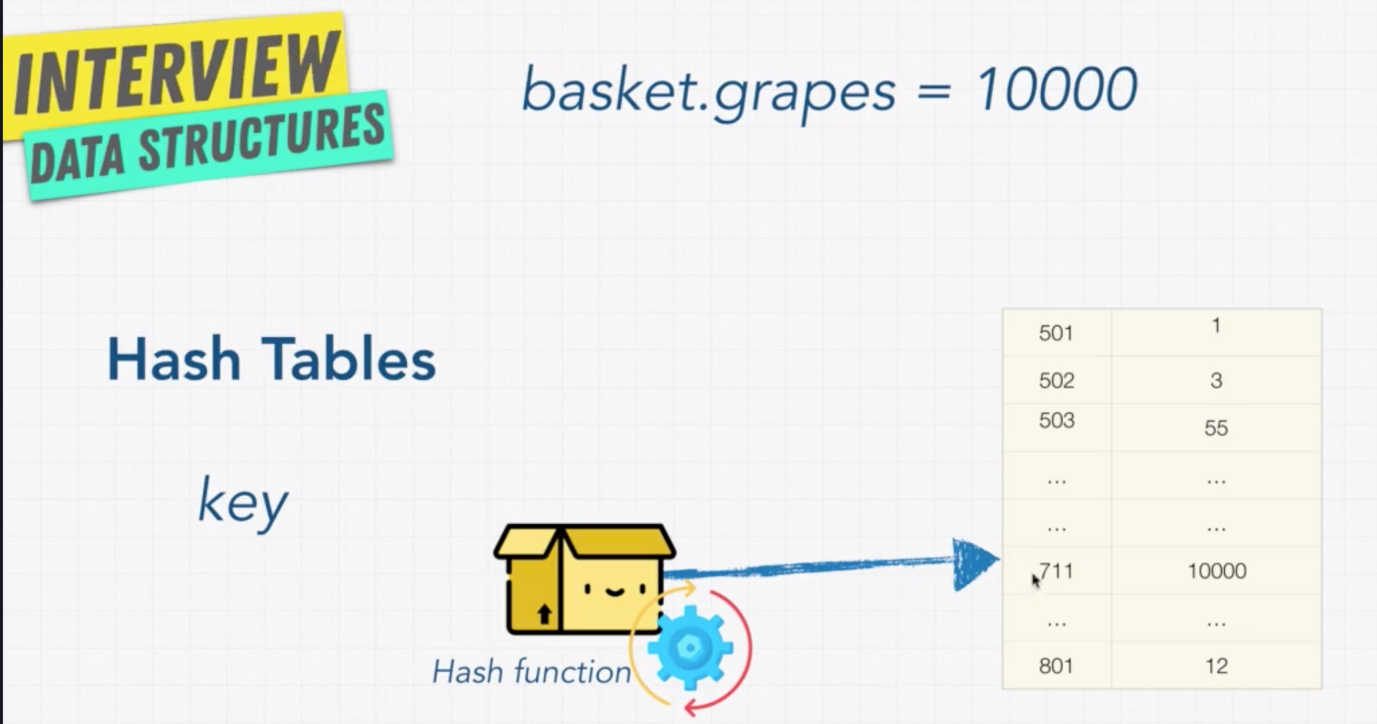 INTERVIEW
DATA STRUCTURES
basket.grapes = 10000
Hash Tables
key
Hash function
501 1
502 3
503 55
... ...
... ...
711 10000
... ...
801 12